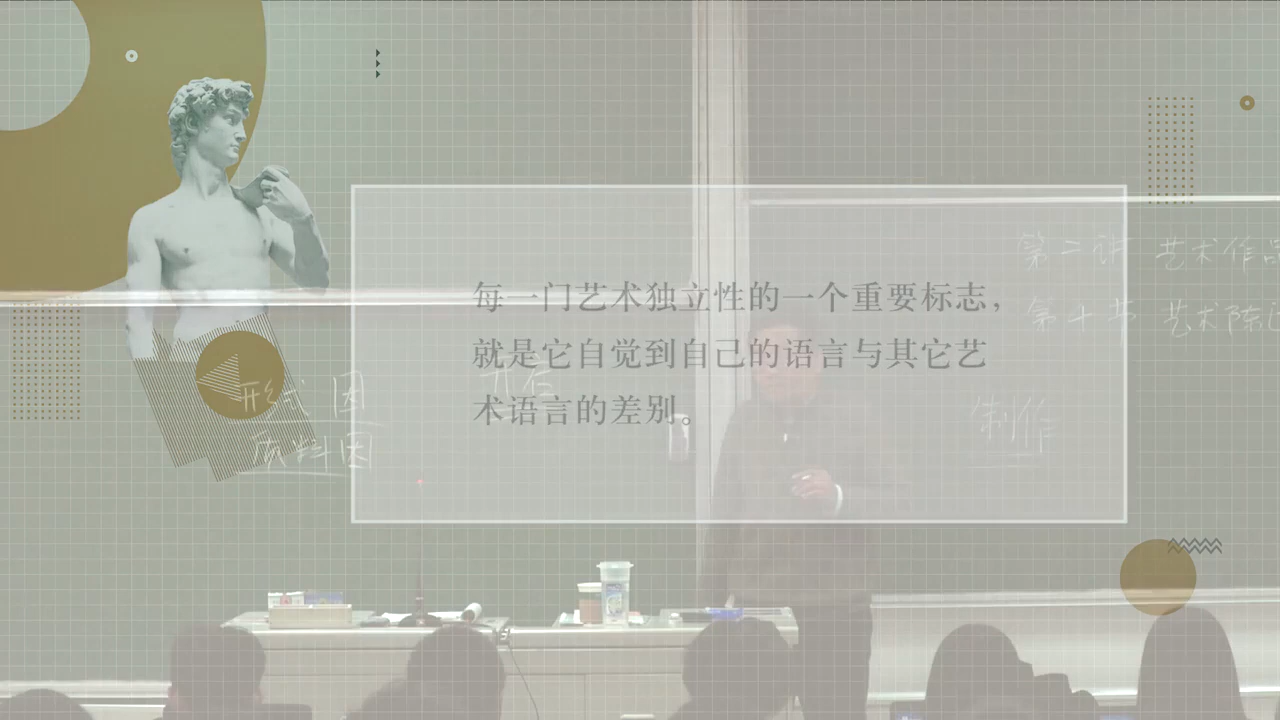 每一门艺术独立性的一个重要标志，
就是它自觉到自己的语言与其它艺
术语言的差别。
第二讲 艺术作品
第十节 艺术陈
形式因
质料因
制作